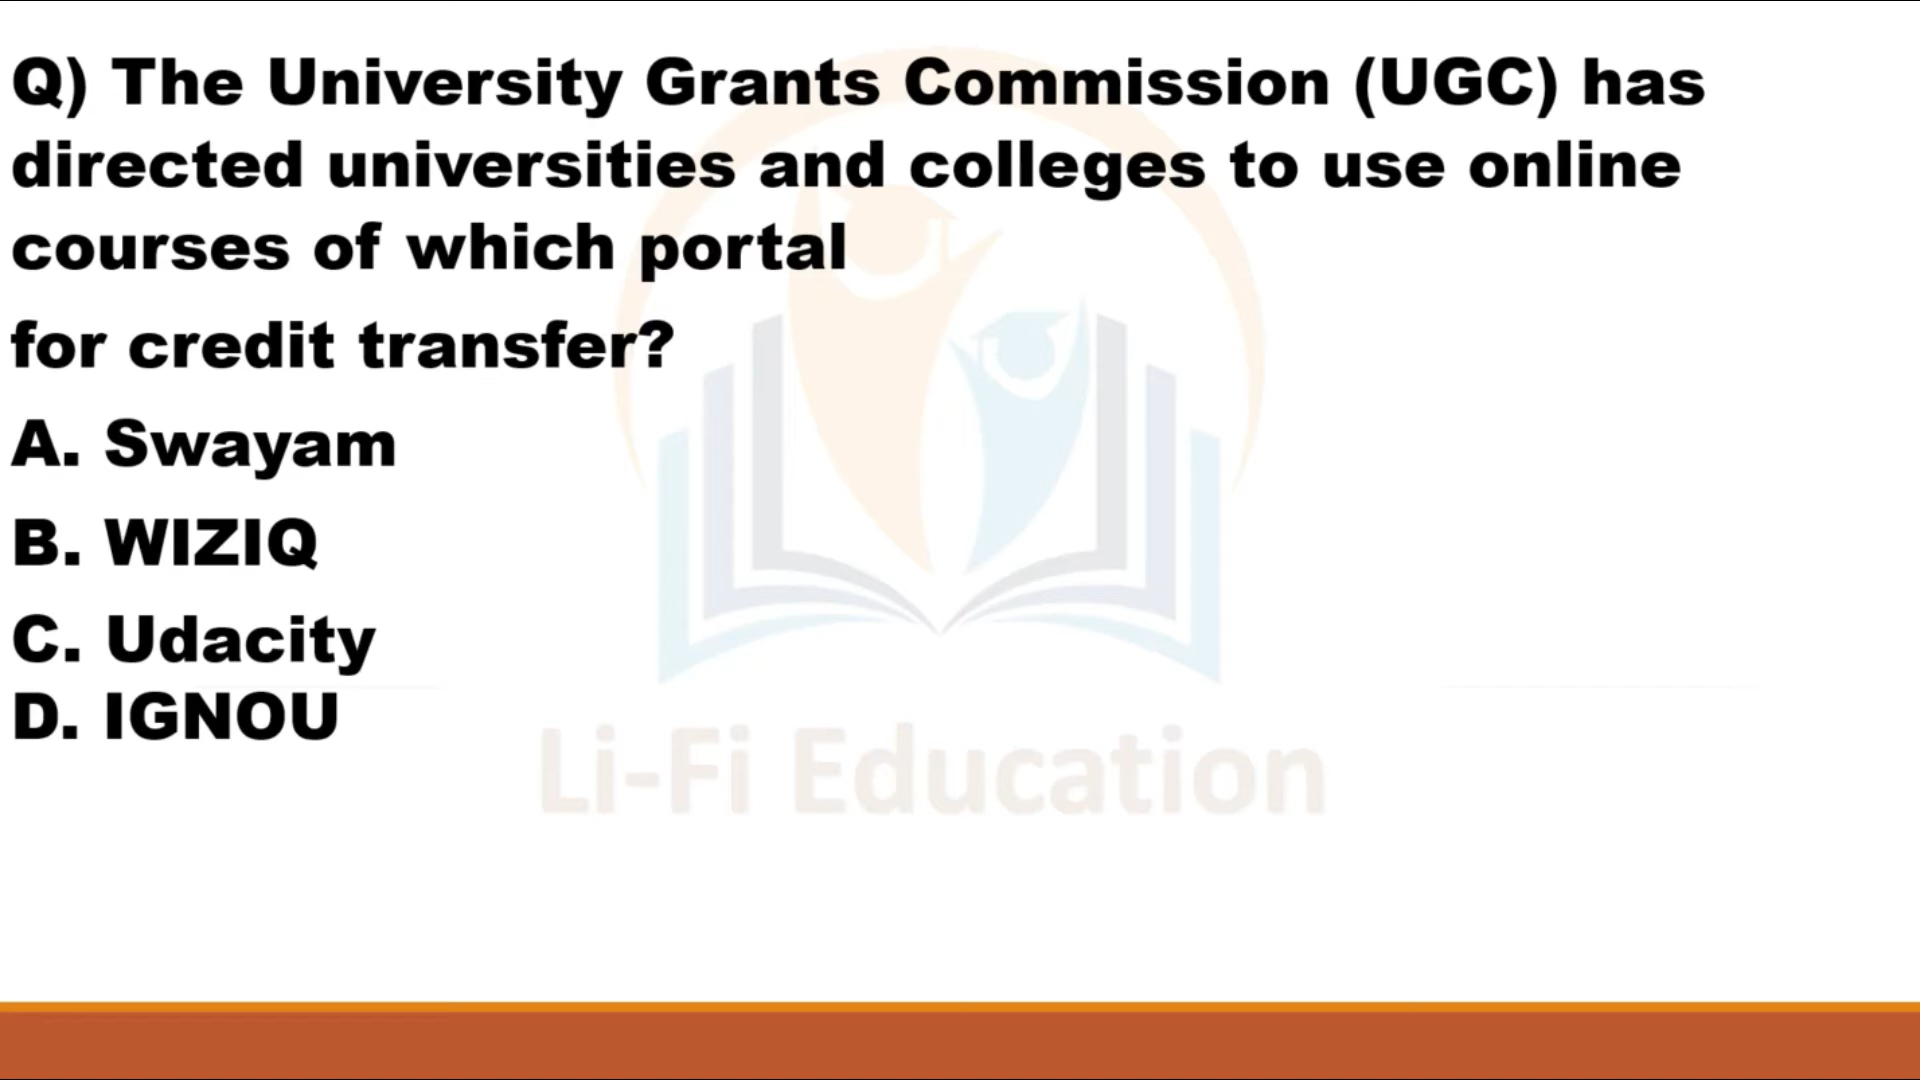 Q) The University Grants Commission (UGC) has
directed universities and colleges to use online
courses of which portal
for credit transfer?
A. Swayam
B. WIZIQ
C. Udacity
D. IGNOU
Li-Fi Education